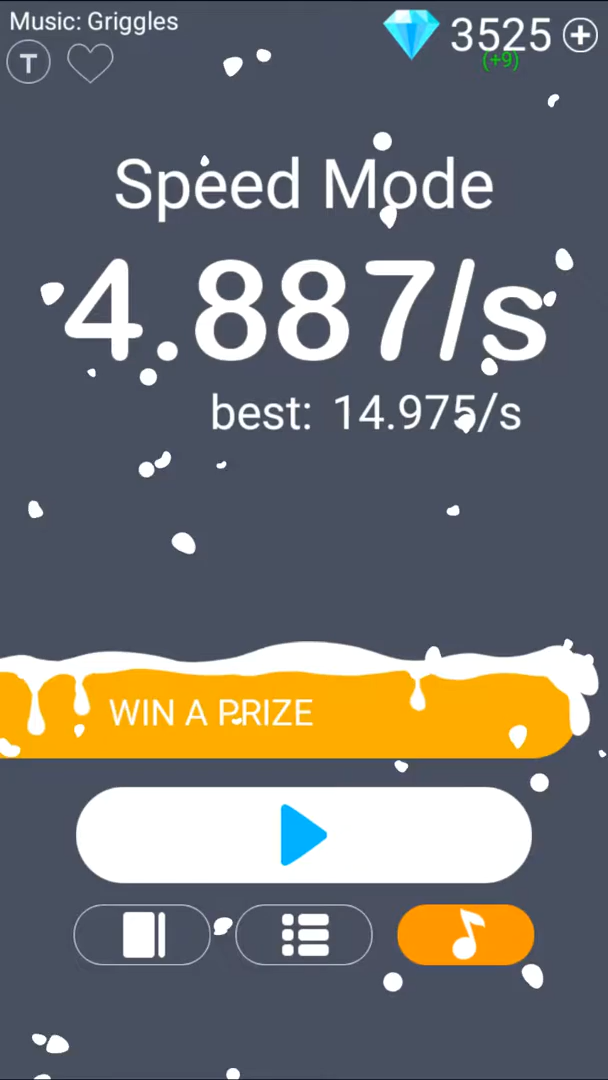 Music: Griggles
3525
(+9)
T
Speed Mode
4.887/s
best: 14.975/s
WIN A PRIZE